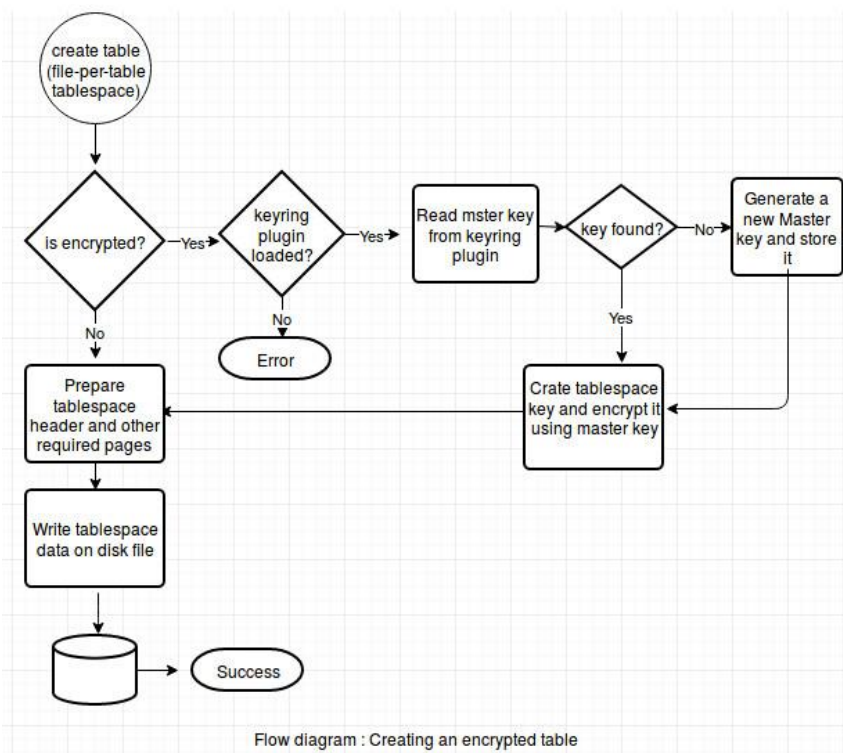 create table
(file-per-table
tablespace)
is encrypted?
Yes
keyring
plugin
loaded?
Yes
Read mster key
from keyring
plugin
key found?
No
Generate a
new Master
key and store
it
No
No
Error
Yes
Prepare
tablespace
header and other
required pages
Crate tablespace
key and encrypt it
using master key
Write tablespace
data on disk file
Success
Flow diagram : Creating an encrypted table